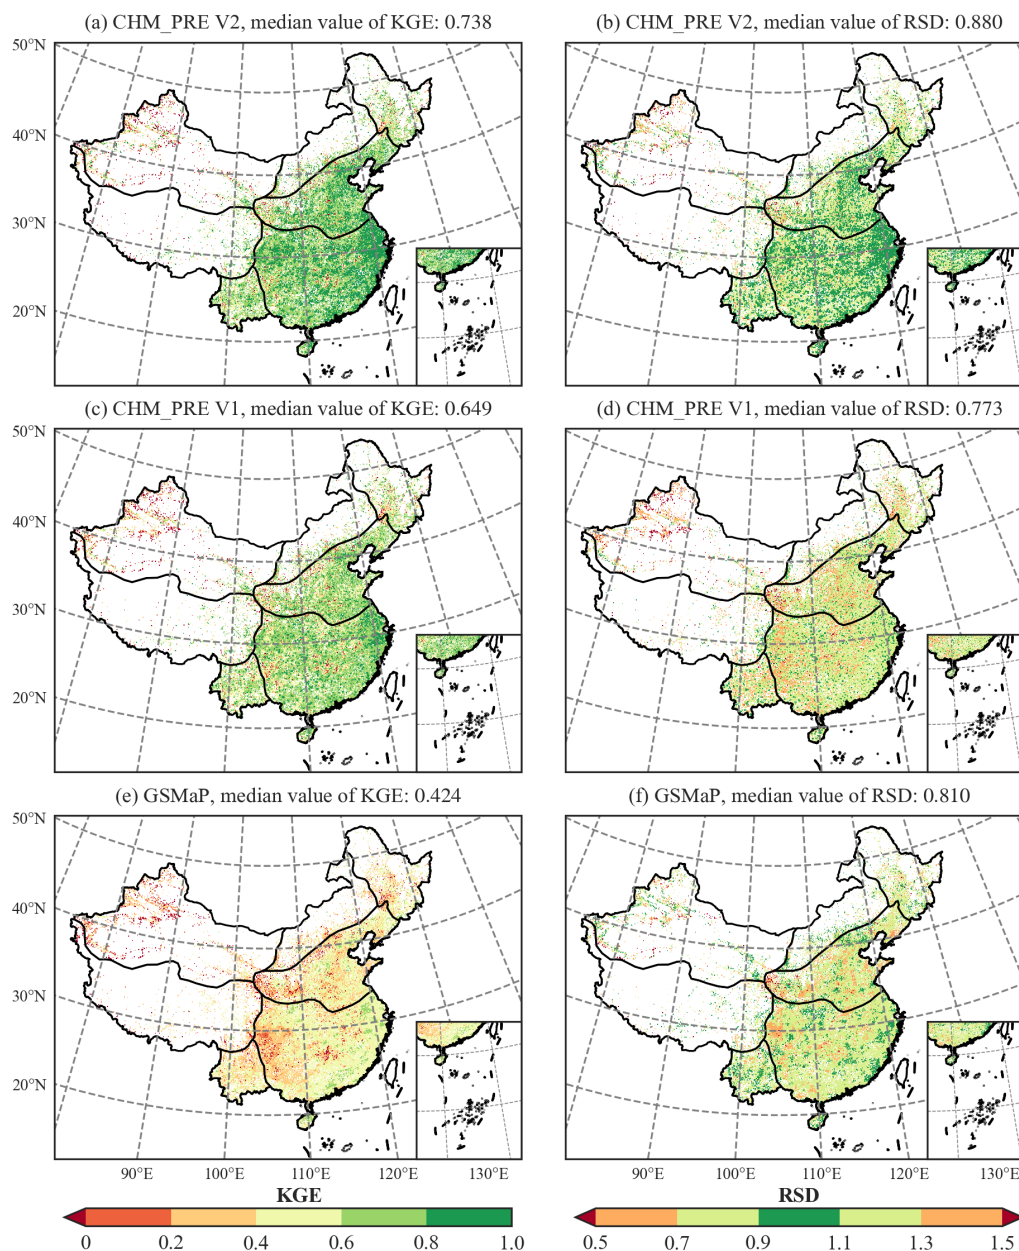 (a) CHM_PRE V2, median value of KGE: 0.738
(b) CHM_PRE V2, median value of RSD: 0.880
50°N
40°N
30°N
20°N
(c) CHM_PRE V1, median value of KGE: 0.649
(d) CHM_PRE V1, median value of RSD: 0.773
50°N
40°N
30°N
20°N
(e) GSMaP, median value of KGE: 0.424
(f) GSMaP, median value of RSD: 0.810
50°N
40°N
30°N
20°N
90°E 100°E 110°E 120°E 130°E
90°E 100°E 110°E 120°E 130°E
KGE
RSD
0 0.2 0.4 0.6 0.8 1.0
0.5 0.7 0.9 1.1 1.3 1.5